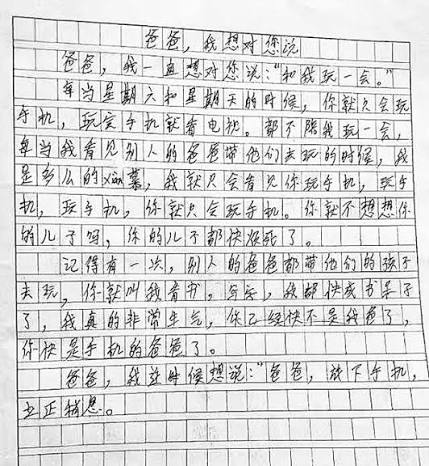 爸爸，我想对您说
爸爸，我一直想对您说：“和我玩一会。”
每当星期六和星期天的时候，你就只会玩
手机，玩完手机就看电视。都不陪我玩一会，
每当我看见别人的爸爸带他们去玩的时候，我
是多么的xiàn慕，我就只会看见你玩手机，玩手
机，玩手机，你就只会玩手机。你就不想想你
的儿子吗，你的儿子都快烦死了。
记得有一次，别人的爸爸都带他们的孩子
去玩，你就叫我看书，写字，我都快成书呆子
了，我真的非常生气，你已经快不是我爸了，
你快是手机的爸爸了。
爸爸，我这时候想说：“爸爸，放下手机，
立正稍息。